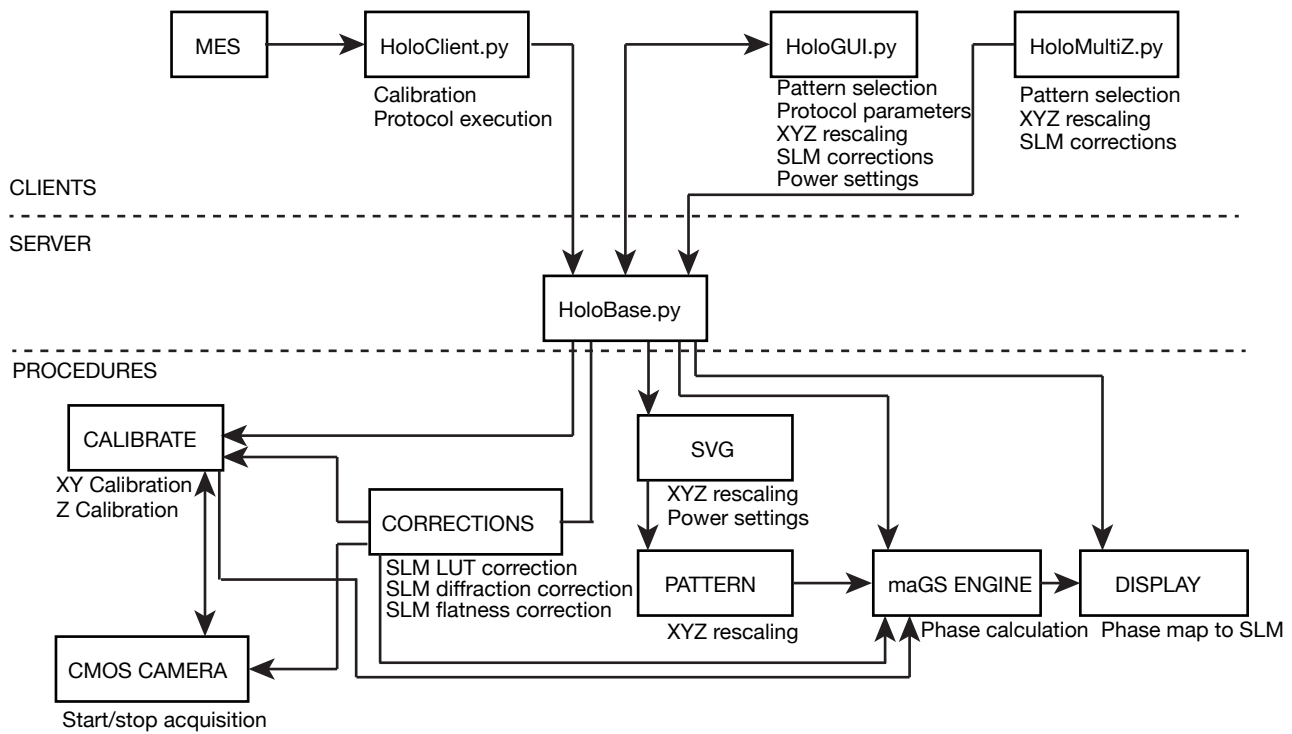 MES
HoloClient.py
HoloGUI.py
HoloMultiZ.py
Calibration
Protocol execution
Pattern selection
Protocol parameters
XYZ rescaling
SLM corrections
Power settings
Pattern selection
XYZ rescaling
SLM corrections
CLIENTS
SERVER
HoloBase.py
PROCEDURES
CALIBRATE
XY Calibration
Z Calibration
SVG
XYZ rescaling
Power settings
CORRECTIONS
SLM LUT correction
SLM diffraction correction
SLM flatness correction
PATTERN
XYZ rescaling
maGS ENGINE
Phase calculation
DISPLAY
Phase map to SLM
CMOS CAMERA
Start/stop acquisition